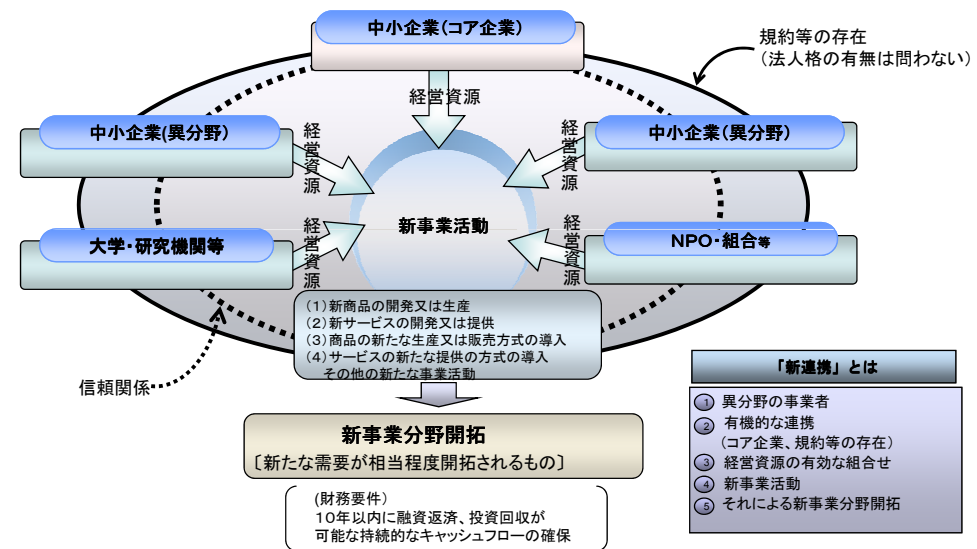 中小企業(コア企業)
規約等の存在
(法人格の有無は問わない)
経営資源
中小企業(異分野)
経営資源
経営資源
中小企業(異分野)
新事業活動
大学・研究機関等
経営資源
経営資源
NPO・組合等
(1)新商品の開発又は生産
(2)新サービスの開発又は提供
(3)商品の新たな生産又は販売方式の導入
(4)サービスの新たな提供の方式の導入
その他の新たな事業活動
信頼関係
新事業分野開拓
〔新たな需要が相当程度開拓されるもの〕
(財務要件)
10年以内に融資返済、投資回収が
可能な持続的なキャッシュフローの確保
「新連携」とは
1 異分野の事業者
2 有機的な連携
(コア企業、規約等の存在)
3 経営資源の有効な組合せ
4 新事業活動
5 それによる新事業分野開拓